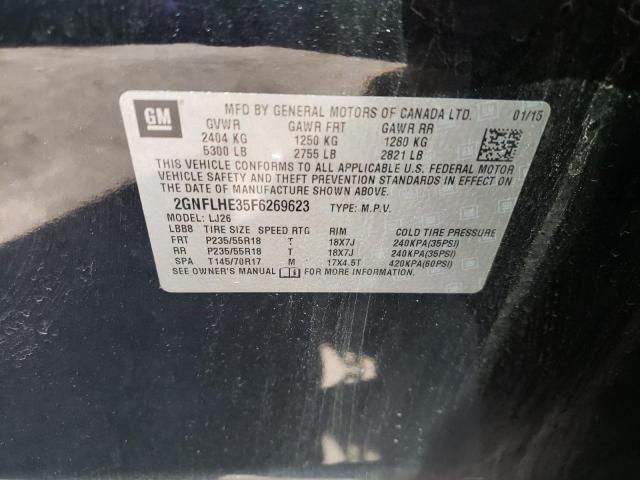 GM
MFD BY GENERAL MOTORS OF CANADA LTD. 01/15
GVWR GAWR FRT GAWR RR
2404 KG 1250 KG 1280 KG
5300 LB 2755 LB 2821 LB
THIS VEHICLE CONFORMS TO ALL APPLICABLE U.S. FEDERAL MOTOR
VEHICLE SAFETY AND THEFT PREVENTION STANDARDS IN EFFECT ON
THE DATE OF MANUFACTURE SHOWN ABOVE.
2GNFLHE35F6269623 TYPE: M.P.V.
MODEL: LJ26
LBB8 TIRE SIZE SPEED RTG RIM COLD TIRE PRESSURE
FRT P235/55R18 T 18X7J 240KPA(35PSI)
RR P235/55R18 T 18X7J 240KPA(35PSI)
SPA T145/70R17 M 17X4.5T 420KPA(60PSI)
SEE OWNER'S MANUAL FOR MORE INFORMATION.